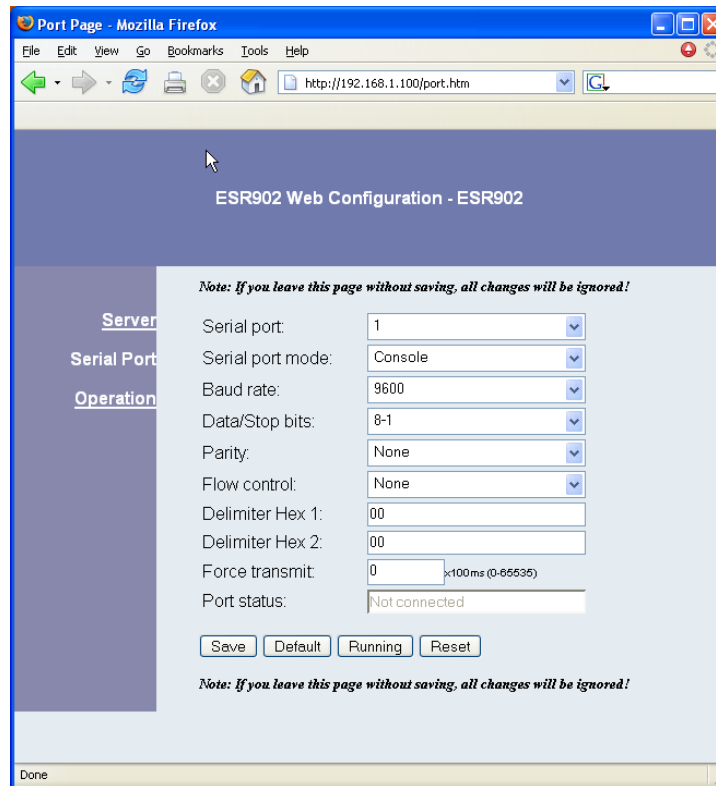 Port Page - Mozilla Firefox
File Edit View Go Bookmarks Tools Help
http://192.168.1.100/port.htm
G
ESR902 Web Configuration - ESR902
Note: If you leave this page without saving, all changes will be ignored!
Server
Serial Port
Operation
Serial port: 1
Serial port mode: Console
Baud rate: 9600
Data/Stop bits: 8-1
Parity: None
Flow control: None
Delimiter Hex 1: 00
Delimiter Hex 2: 00
Force transmit: 0 x100ms (0-65535)
Port status: Not connected
Save Default Running Reset
Note: If you leave this page without saving, all changes will be ignored!
Done